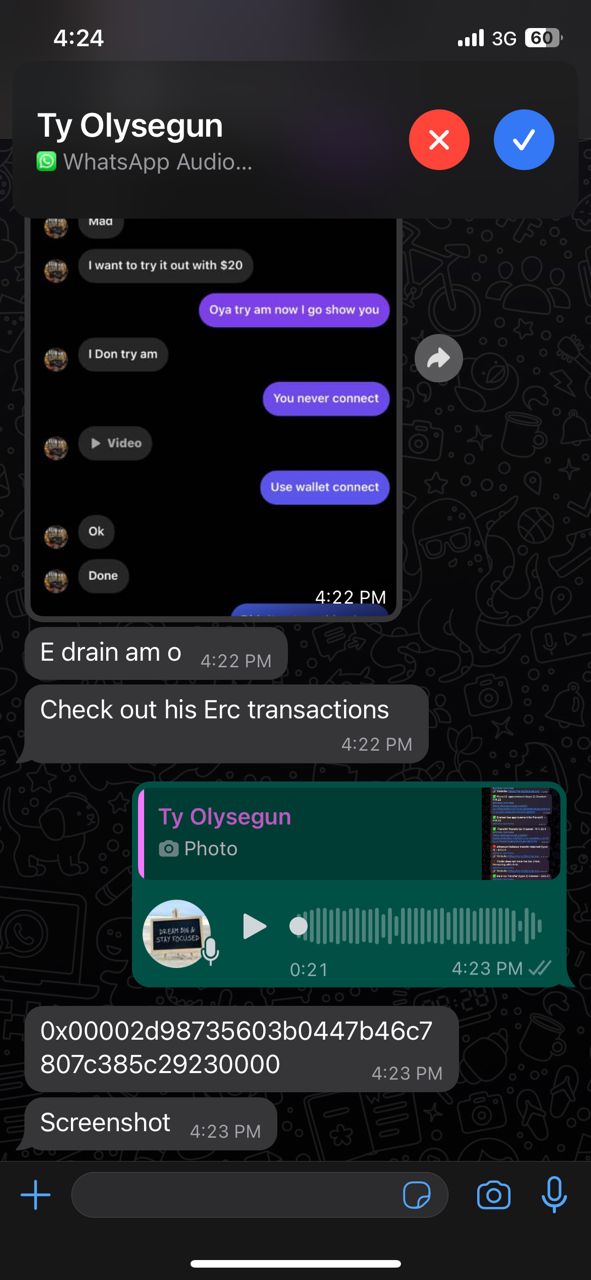 4:24
3G 60
Ty Olysegun
WhatsApp Audio...
Mad
I want to try it out with $20
Oya try am now I go show you
I Don try am
You never connect
Video
Use wallet connect
Ok
Done
4:22 PM
E drain am o 4:22 PM
Check out his Erc transactions
4:22 PM
Ty Olysegun
Photo
DREAM BIG &
STAY FOCUSED
0:21 4:23 PM
0x00002d98735603b0447b46c7
807c385c29230000 4:23 PM
Screenshot 4:23 PM